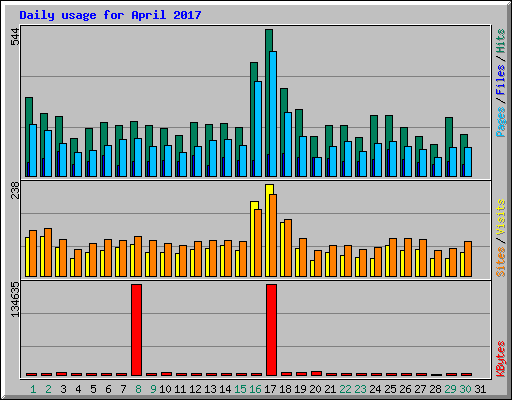 Daily usage for April 2017
544
Pages / Files / Hits
238
Sites / Visits
134635
KBytes
1 2 3 4 5 6 7 8 9 10 11 12 13 14 15 16 17 18 19 20 21 22 23 24 25 26 27 28 29 30 31